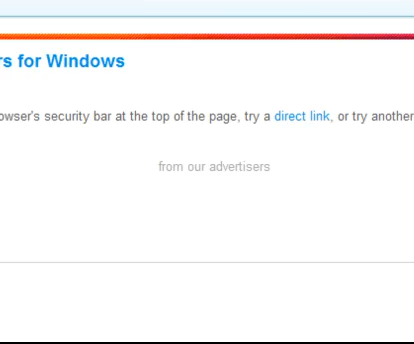 rs for Windows
owser's security bar at the top of the page, try a direct link, or try another
from our advertisers